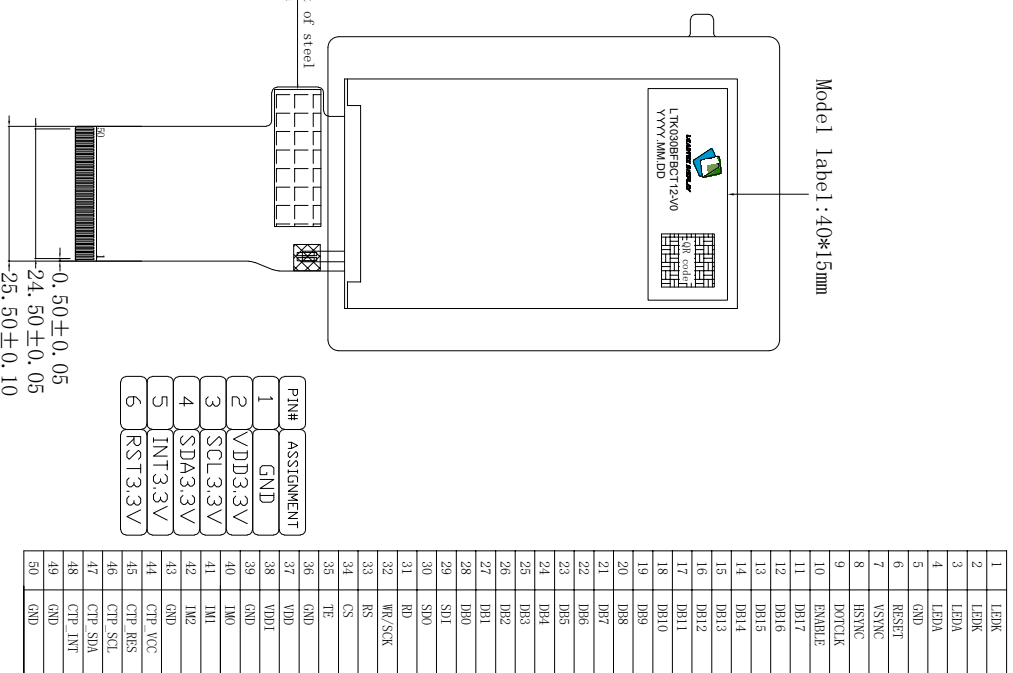 Model label:40*15mm
LEADTEK DISPLAY
LTK030BFBCT12-V0
YYYY.MM.DD
QR code
of steel
50
1
0.50±0.05
24.50±0.05
25.50±0.10
PIN# ASSIGNMENT
1 GND
2 VDD3.3V
3 SCL3.3V
4 SDA3.3V
5 INT3.3V
6 RST3.3V
1 LEDK
2 LEDK
3 LEDA
4 LEDA
5 GND
6 RESET
7 VSYNC
8 HSYNC
9 DOTCLK
10 ENABLE
11 DB17
12 DB16
13 DB15
14 DB14
15 DB13
16 DB12
17 DB11
18 DB10
19 DB9
20 DB8
21 DB7
22 DB6
23 DB5
24 DB4
25 DB3
26 DB2
27 DB1
28 DB0
29 SDI
30 SDO
31 RD
32 WR/SCK
33 RS
34 CS
35 TE
36 GND
37 VDD
38 VDDI
39 GND
40 IM0
41 IM1
42 IM2
43 GND
44 CTP_VCC
45 CTP_RES
46 CTP_SCL
47 CTP_SDA
48 CTP_INT
49 GND
50 GND